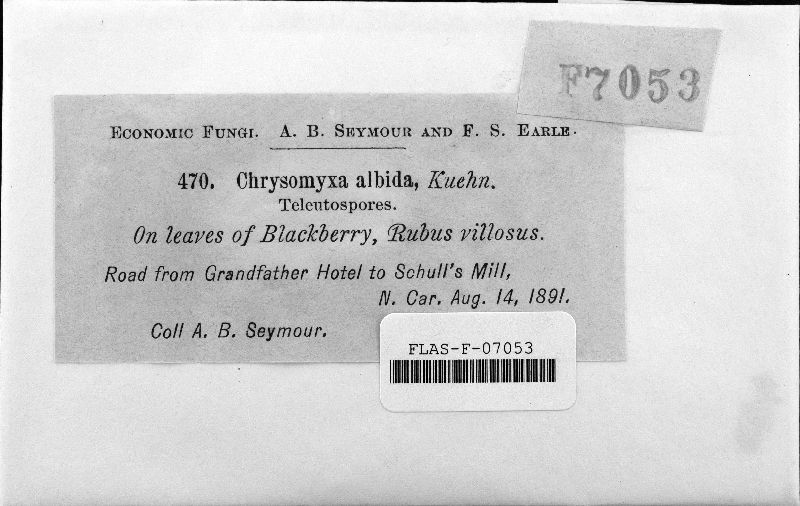 F7053
ECONOMIC FUNGI. A. B. SEYMOUR AND F. S. EARLE.
470. Chrysomyxa albida, Kuehn.
Teleutospores.
On leaves of Blackberry, Rubus villosus.
Road from Grandfather Hotel to Schull's Mill,
N. Car. Aug. 14, 1891.
Coll A. B. Seymour.
FLAS-F-07053